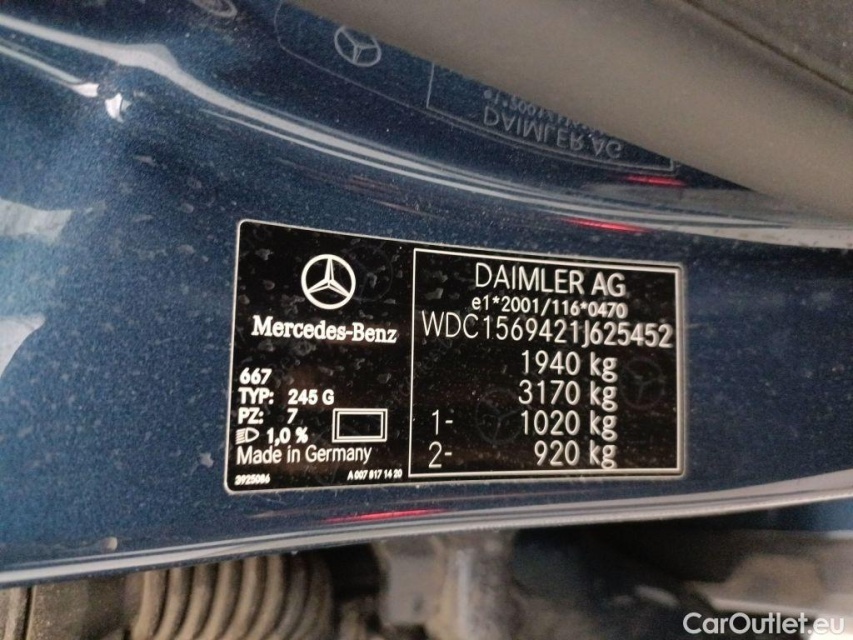 DAIMLER AG
Mercedes-Benz
667
TYP: 245 G
PZ: 7
1,0 %
Made in Germany
3925086
A 007 817 14 20
DAIMLER AG
e1*2001/116*0470
WDC1569421J625452
1940 kg
3170 kg
1- 1020 kg
2- 920 kg
CarOutlet.eu